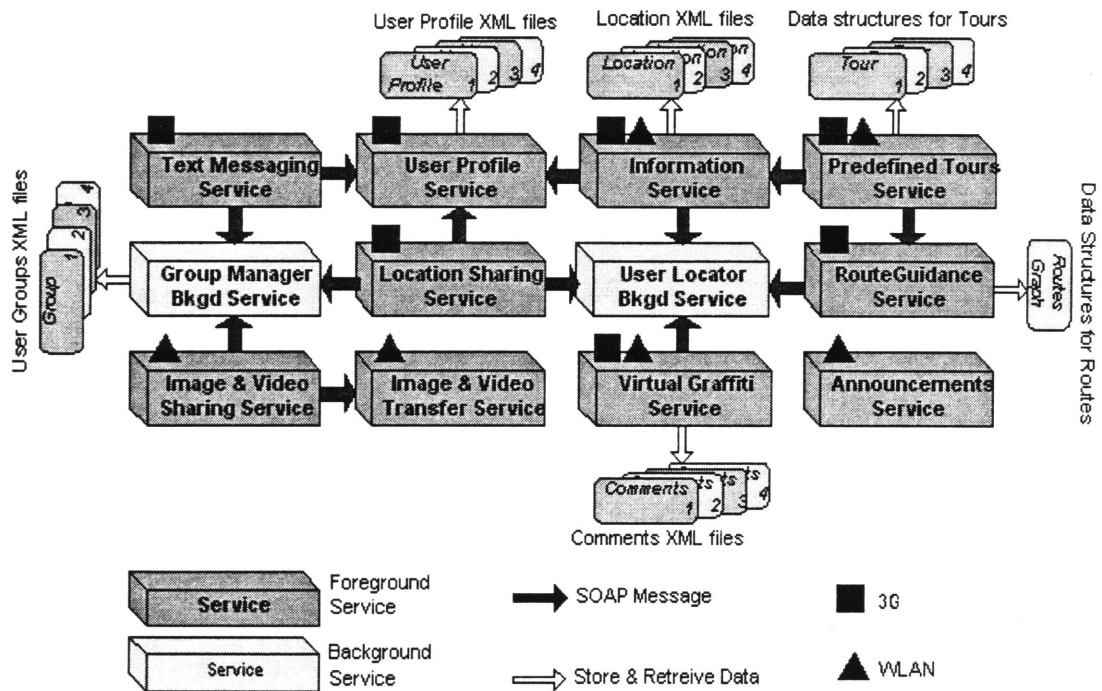 User Profile XML files
Location XML files
Data structures for Tours
User
Profile
1
2
3
4
Location
1
2
3
4
Tour
1
2
3
4
Text Messaging
Service
User Profile
Service
Information
Service
Predefined Tours
Service
User Groups XML files
Group
1
2
3
4
Group Manager
Bkgd Service
Location Sharing
Service
User Locator
Bkgd Service
RouteGuidance
Service
Routes
Graph
Data Structures for Routes
Image & Video
Sharing Service
Image & Video
Transfer Service
Virtual Graffiti
Service
Announcements
Service
Comments
1
2
3
4
Comments XML files
Service
Foreground
Service
SOAP Message
3G
Service
Background
Service
Store & Retreive Data
WLAN